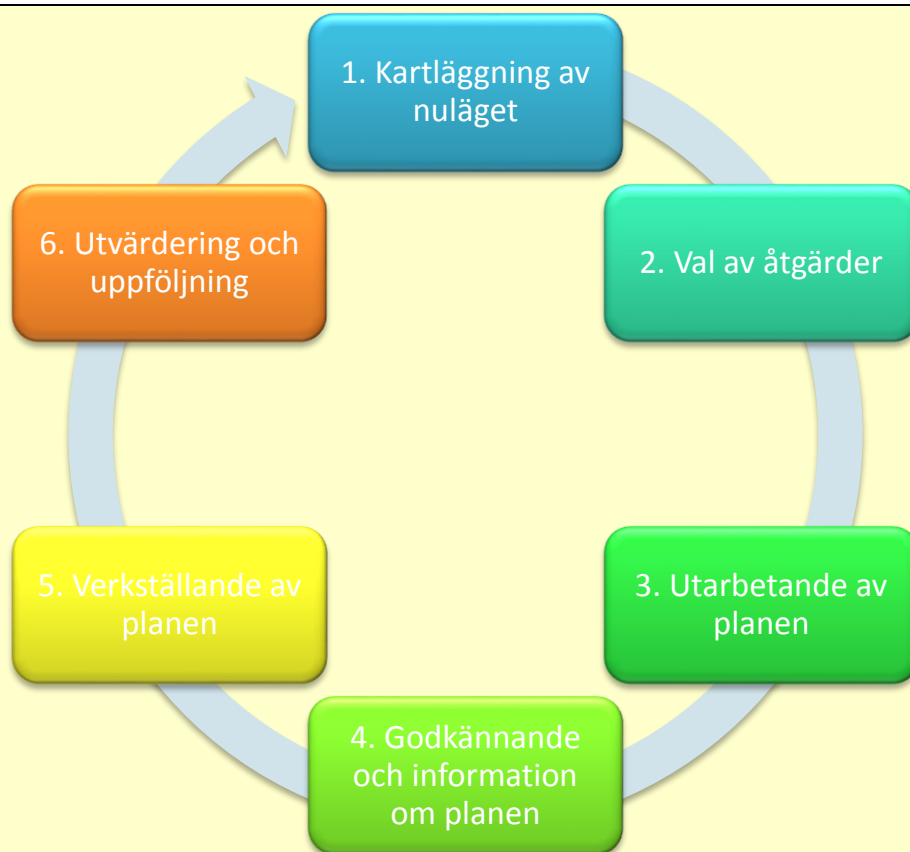 1. Kartläggning av
nuläget
2. Val av åtgärder
3. Utarbetande av
planen
4. Godkännande
och information
om planen
5. Verkställande av
planen
6. Utvärdering och
uppföljning